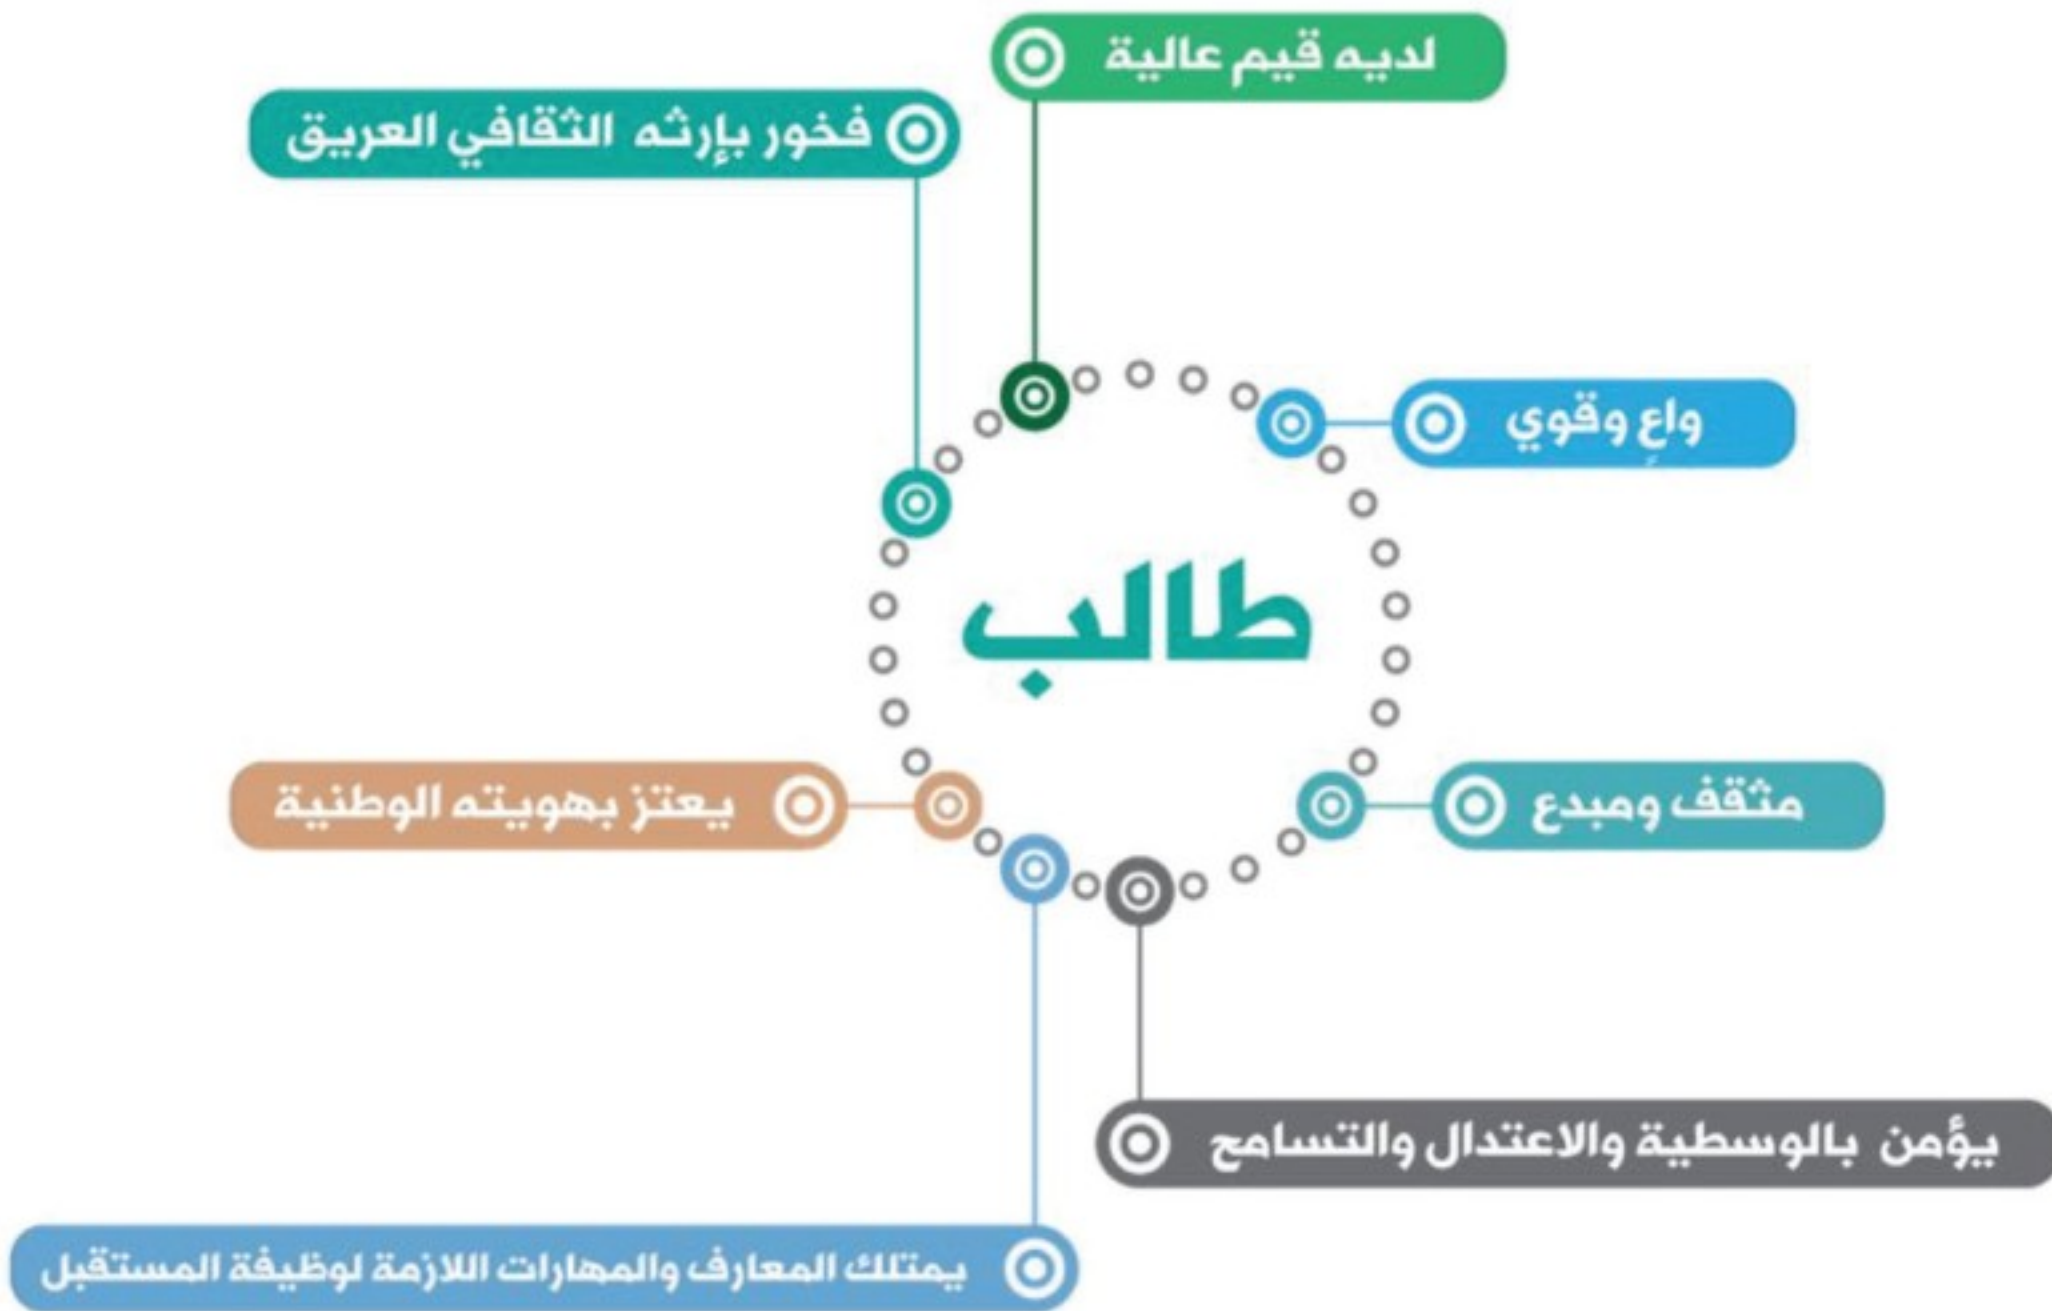 لديه قيم عالية
فخور بإرثه الثقافي العريق
واعٍ وقوي
طالب
يعتز بهويته الوطنية
مثقف ومبدع
يؤمن بالوسطية والاعتدال والتسامح
يمتلك المعارف والمهارات اللازمة لوظيفة المستقبل